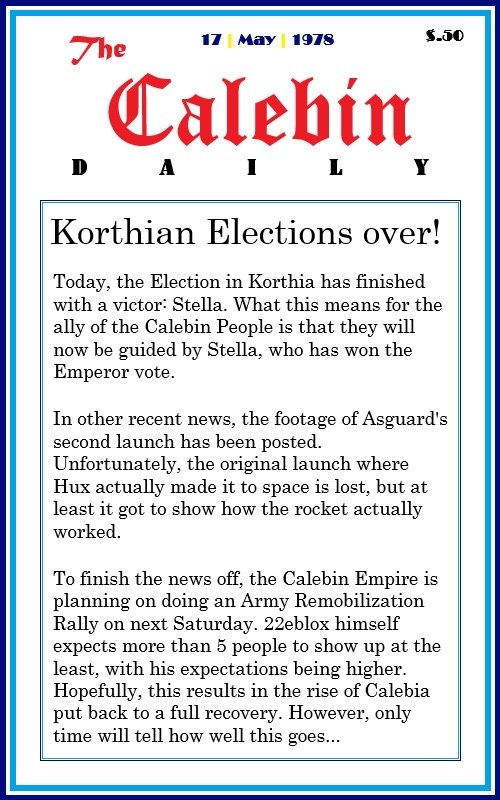 The
17 | May | 1978
$.50
Calebin
DAILY
Korthian Elections over!
Today, the Election in Korthia has finished
with a victor: Stella. What this means for the
ally of the Calebin People is that they will
now be guided by Stella, who has won the
Emperor vote.
In other recent news, the footage of Asguard's
second launch has been posted.
Unfortunately, the original launch where
Hux actually made it to space is lost, but at
least it got to show how the rocket actually
worked.
To finish the news off, the Calebin Empire is
planning on doing an Army Remobilization
Rally on next Saturday. 22eblox himself
expects more than 5 people to show up at the
least, with his expectations being higher.
Hopefully, this results in the rise of Calebia
put back to a full recovery. However, only
time will tell how well this goes...